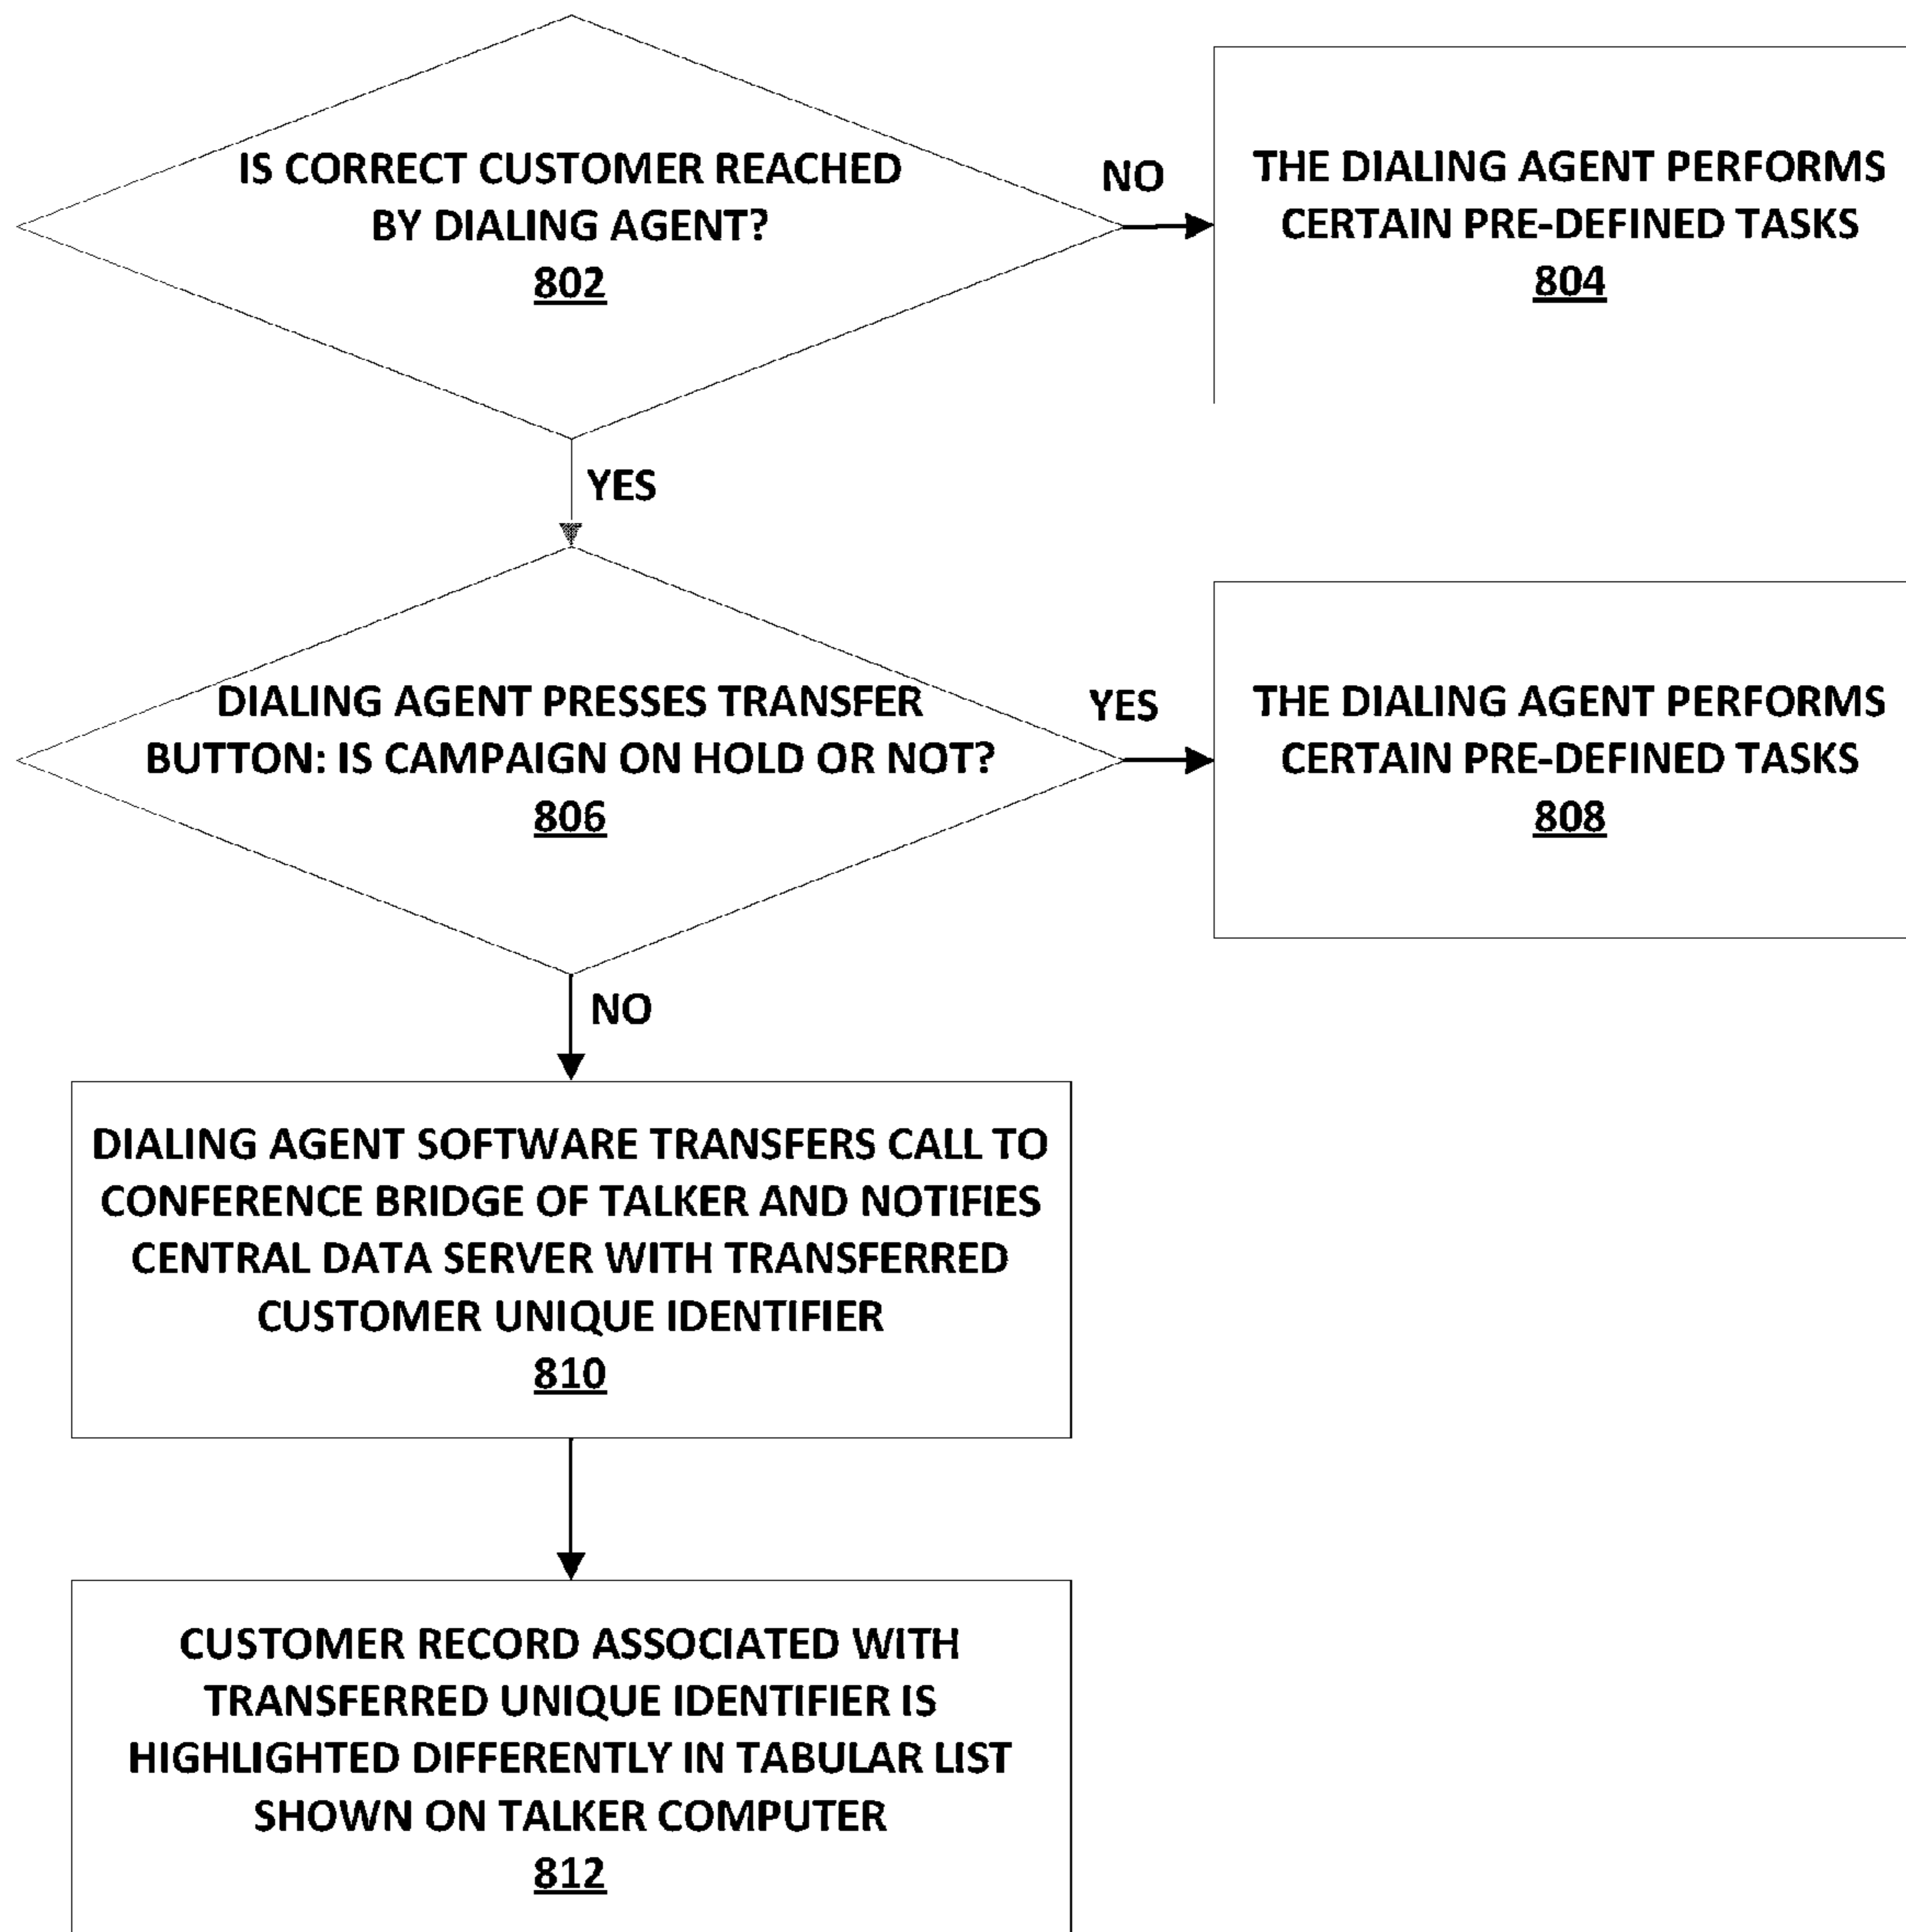 IS CORRECT CUSTOMER REACHED
BY DIALING AGENT?
802
NO
THE DIALING AGENT PERFORMS
CERTAIN PRE-DEFINED TASKS
804
YES
DIALING AGENT PRESSES TRANSFER
BUTTON: IS CAMPAIGN ON HOLD OR NOT?
806
YES
THE DIALING AGENT PERFORMS
CERTAIN PRE-DEFINED TASKS
808
NO
DIALING AGENT SOFTWARE TRANSFERS CALL TO
CONFERENCE BRIDGE OF TALKER AND NOTIFIES
CENTRAL DATA SERVER WITH TRANSFERRED
CUSTOMER UNIQUE IDENTIFIER
810
CUSTOMER RECORD ASSOCIATED WITH
TRANSFERRED UNIQUE IDENTIFIER IS
HIGHLIGHTED DIFFERENTLY IN TABULAR LIST
SHOWN ON TALKER COMPUTER
812